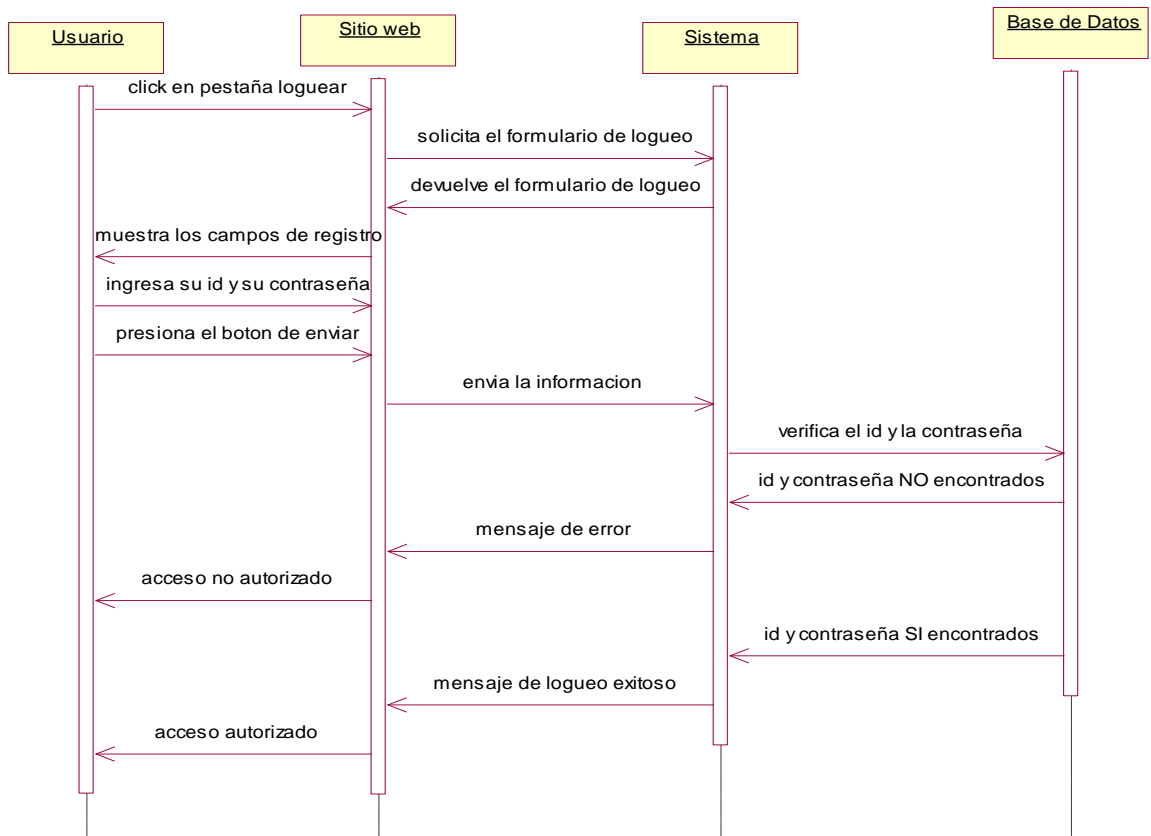 Usuario
Sitio web
Sistema
Base de Datos
click en pestaña loguear
solicita el formulario de logueo
devuelve el formulario de logueo
muestra los campos de registro
ingresa su id y su contraseña
presiona el boton de enviar
envia la informacion
verifica el id y la contraseña
id y contraseña NO encontrados
mensaje de error
acceso no autorizado
id y contraseña SI encontrados
mensaje de logueo exitoso
acceso autorizado